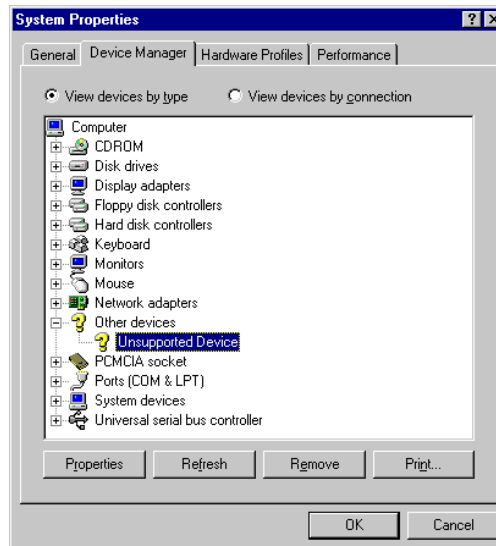 System Properties
General Device Manager Hardware Profiles Performance
View devices by type View devices by connection
Computer
CDROM
Disk drives
Display adapters
Floppy disk controllers
Hard disk controllers
Keyboard
Monitors
Mouse
Network adapters
Other devices
Unsupported Device
PCMCIA socket
Ports (COM & LPT)
System devices
Universal serial bus controller
Properties Refresh Remove Print...
OK Cancel